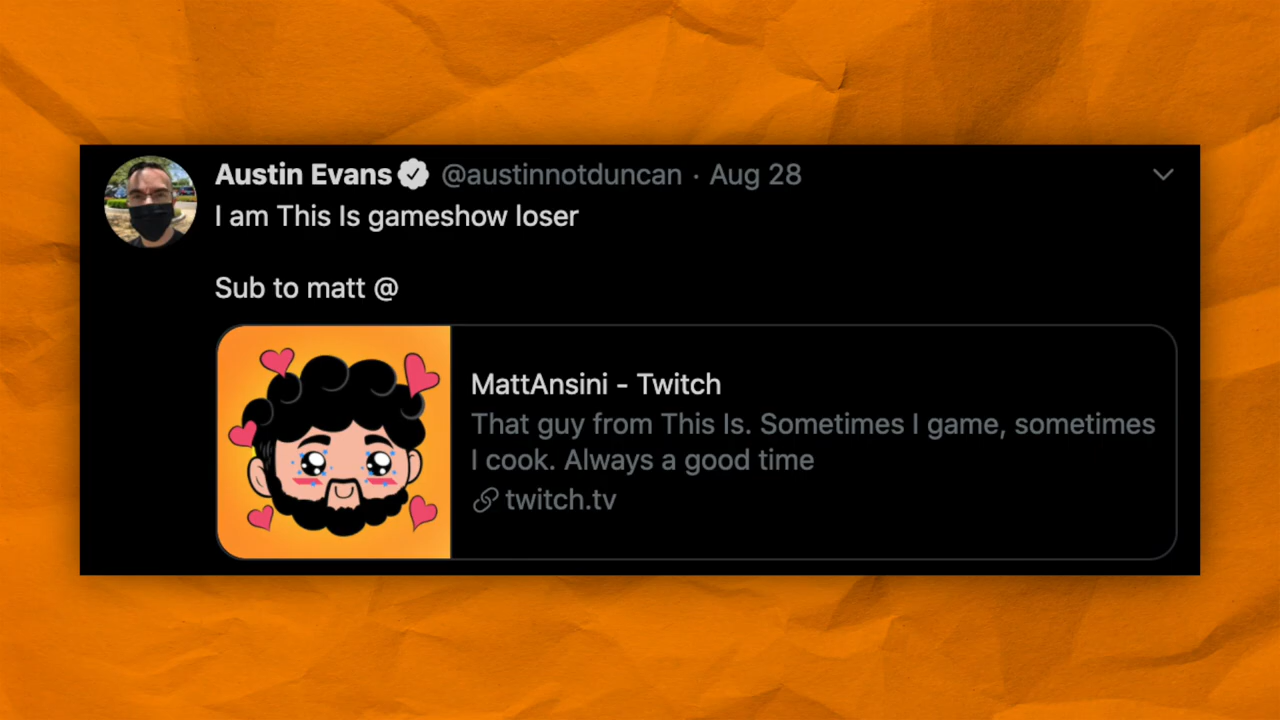 Austin Evans @austinnotduncan · Aug 28
I am This Is gameshow loser
Sub to matt @
MattAnsini - Twitch
That guy from This Is. Sometimes I game, sometimes
I cook. Always a good time
twitch.tv